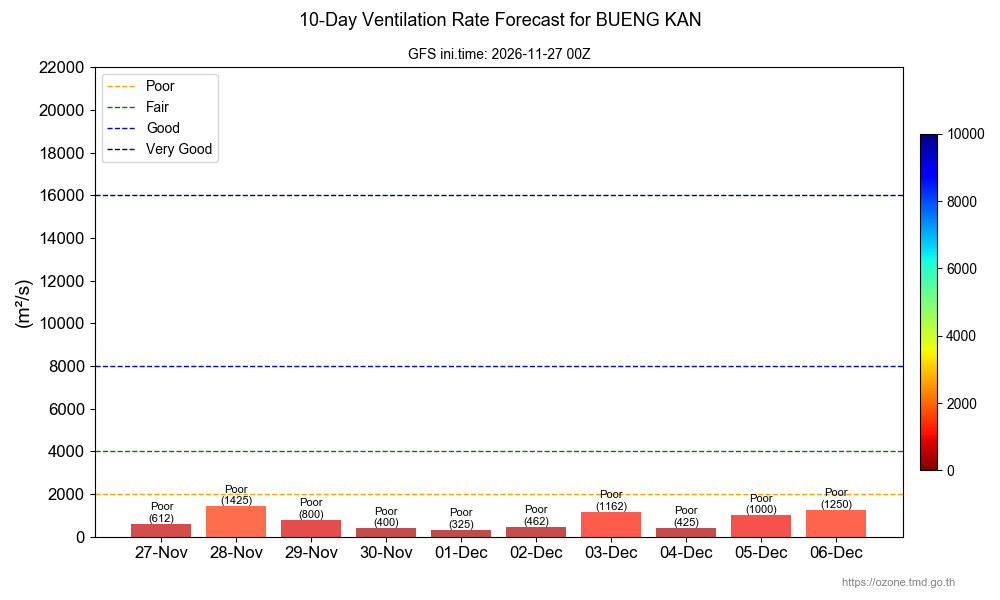 10-Day Ventilation Rate Forecast for BUENG KAN
GFS ini.time: 2026-11-27 00Z
(m²/s)
22000
20000
18000
16000
14000
12000
10000
8000
6000
4000
2000
0
Poor
Fair
Good
Very Good
Poor
(612)
Poor
(1425)
Poor
(800)
Poor
(400)
Poor
(325)
Poor
(462)
Poor
(1162)
Poor
(425)
Poor
(1000)
Poor
(1250)
27-Nov 28-Nov 29-Nov 30-Nov 01-Dec 02-Dec 03-Dec 04-Dec 05-Dec 06-Dec
10000
8000
6000
4000
2000
0
https://ozone.tmd.go.th